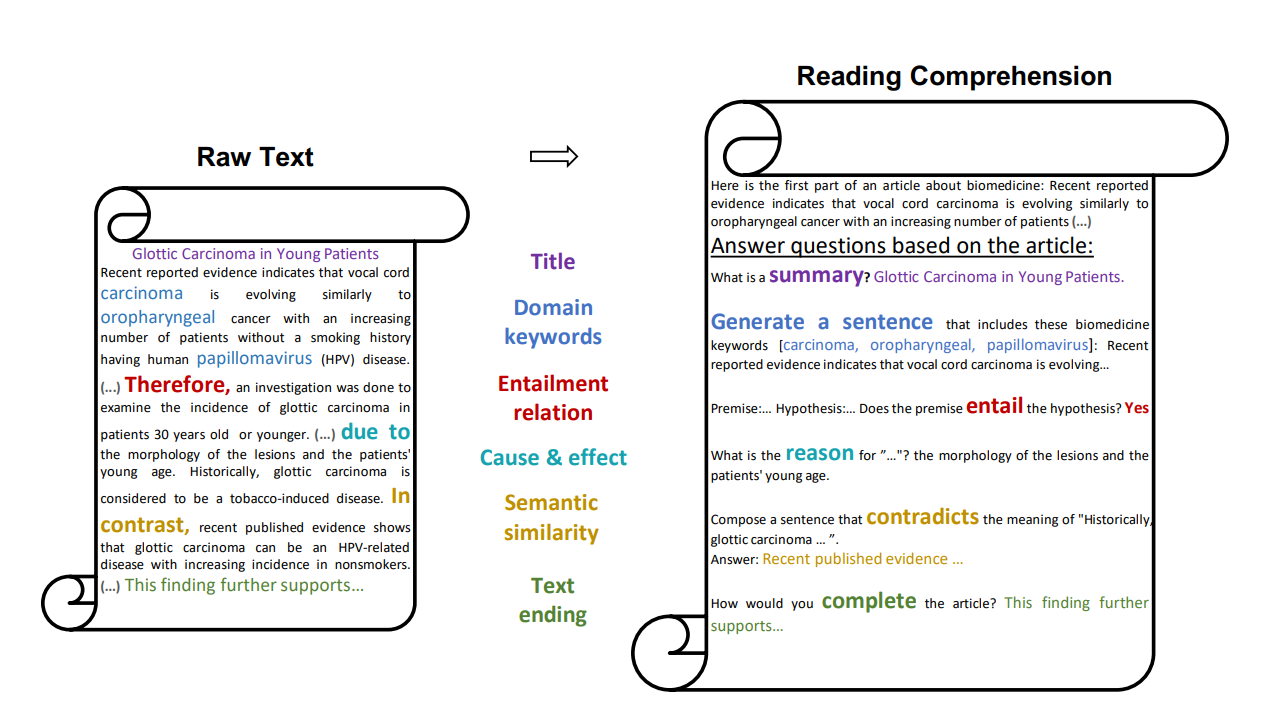 Reading Comprehension
Raw Text
Glottic Carcinoma in Young Patients
Recent reported evidence indicates that vocal cord
carcinoma is evolving similarly to
oropharyngeal cancer with an increasing
number of patients without a smoking history
having human papillomavirus (HPV) disease.
(...) Therefore, an investigation was done to
examine the incidence of glottic carcinoma in
patients 30 years old or younger. (...) due to
the morphology of the lesions and the patients'
young age. Historically, glottic carcinoma is
considered to be a tobacco-induced disease. In
contrast, recent published evidence shows
that glottic carcinoma can be an HPV-related
disease with increasing incidence in nonsmokers.
(...) This finding further supports...
Title
Domain
keywords
Entailment
relation
Cause & effect
Semantic
similarity
Text
ending
Here is the first part of an article about biomedicine: Recent reported
evidence indicates that vocal cord carcinoma is evolving similarly to
oropharyngeal cancer with an increasing number of patients (...)
Answer questions based on the article:
What is a summary? Glottic Carcinoma in Young Patients.
Generate a sentence that includes these biomedicine
keywords [carcinoma, oropharyngeal, papillomavirus]: Recent
reported evidence indicates that vocal cord carcinoma is evolving...
Premise:... Hypothesis:... Does the premise entail the hypothesis? Yes
What is the reason for "..."? the morphology of the lesions and the
patients' young age.
Compose a sentence that contradicts the meaning of "Historically,
glottic carcinoma ... ".
Answer: Recent published evidence ...
How would you complete the article? This finding further
supports...